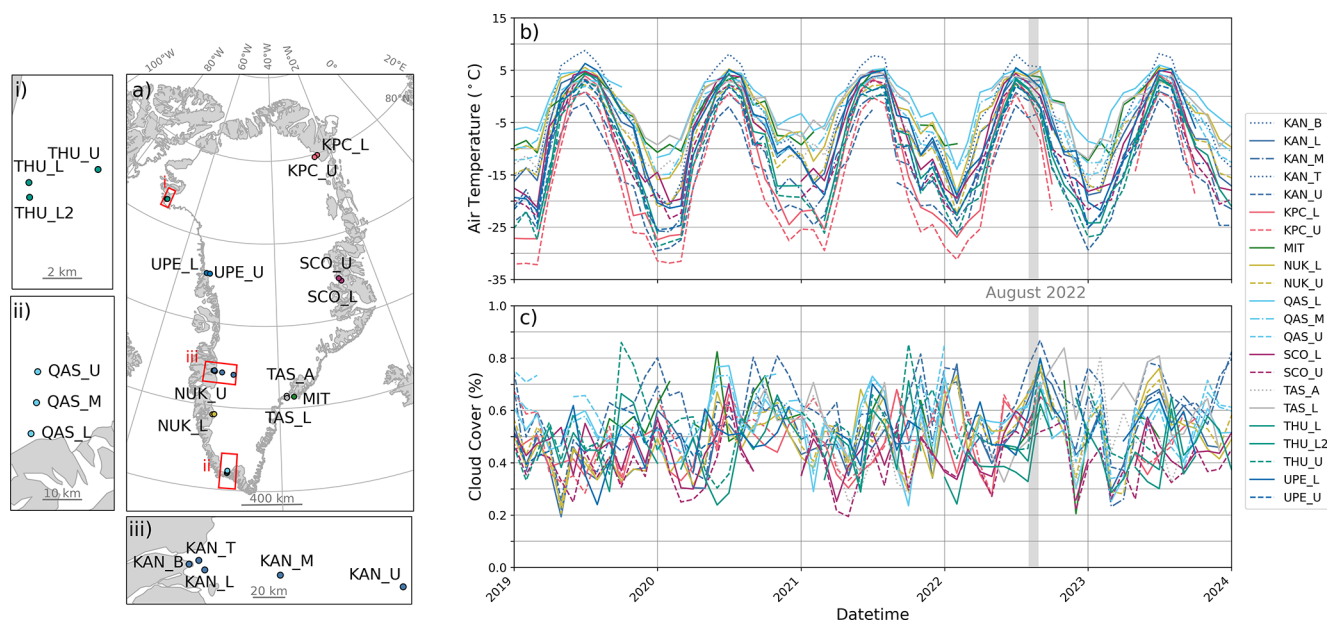 i)
THU_U
THU_L
THU_L2
2 km
ii)
QAS_U
QAS_M
QAS_L
10 km
100°W
80°W
60°W
40°W
20°W
0°
20°E
80°N
a)
i
KPC_L
KPC_U
UPE_L
UPE_U
SCO_U
SCO_L
iii
NUK_U
NUK_L
TAS_A
MIT
TAS_L
ii
400 km
iii)
KAN_T
KAN_B
KAN_L
KAN_M
KAN_U
20 km
b)
Air Temperature (°C)
15
5
-5
-15
-25
-35
August 2022
c)
Cloud Cover (%)
1.0
0.8
0.6
0.4
0.2
0.0
2019
2020
2021
2022
2023
2024
Datetime
KAN_B
KAN_L
KAN_M
KAN_T
KAN_U
KPC_L
KPC_U
MIT
NUK_L
NUK_U
QAS_L
QAS_M
QAS_U
SCO_L
SCO_U
TAS_A
TAS_L
THU_L
THU_L2
THU_U
UPE_L
UPE_U